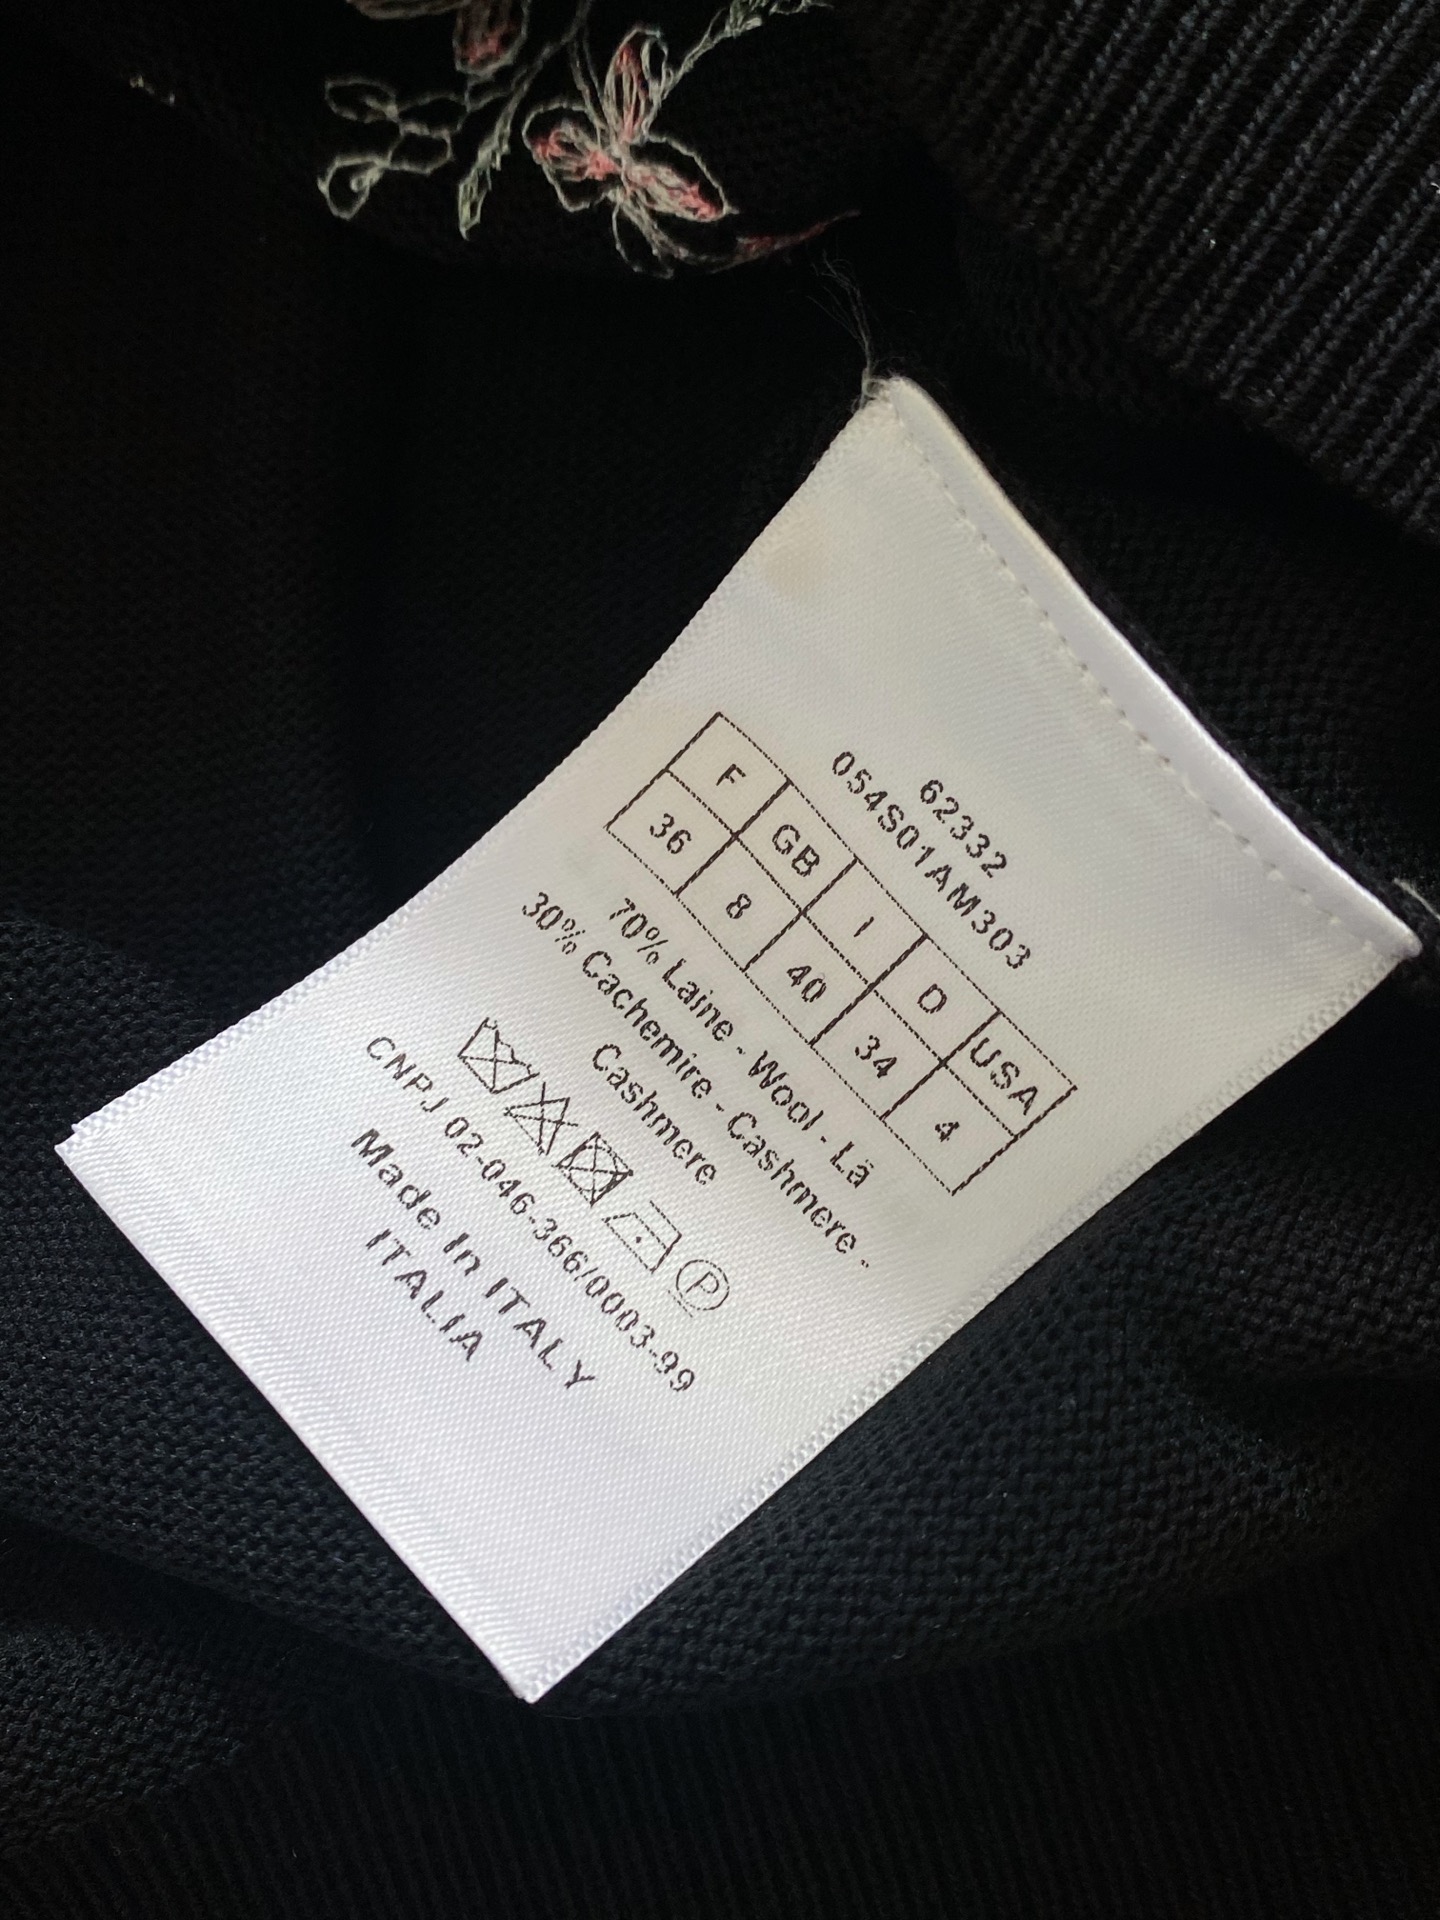 62332
054S01AM303
F GB I D USA
36 8 40 34 4
70% Laine - Wool - Lã
30% Cachemire - Cashmere -
Cashmere
P
CNPJ 02-046-366/0003-99
Made In ITALY
ITALIA